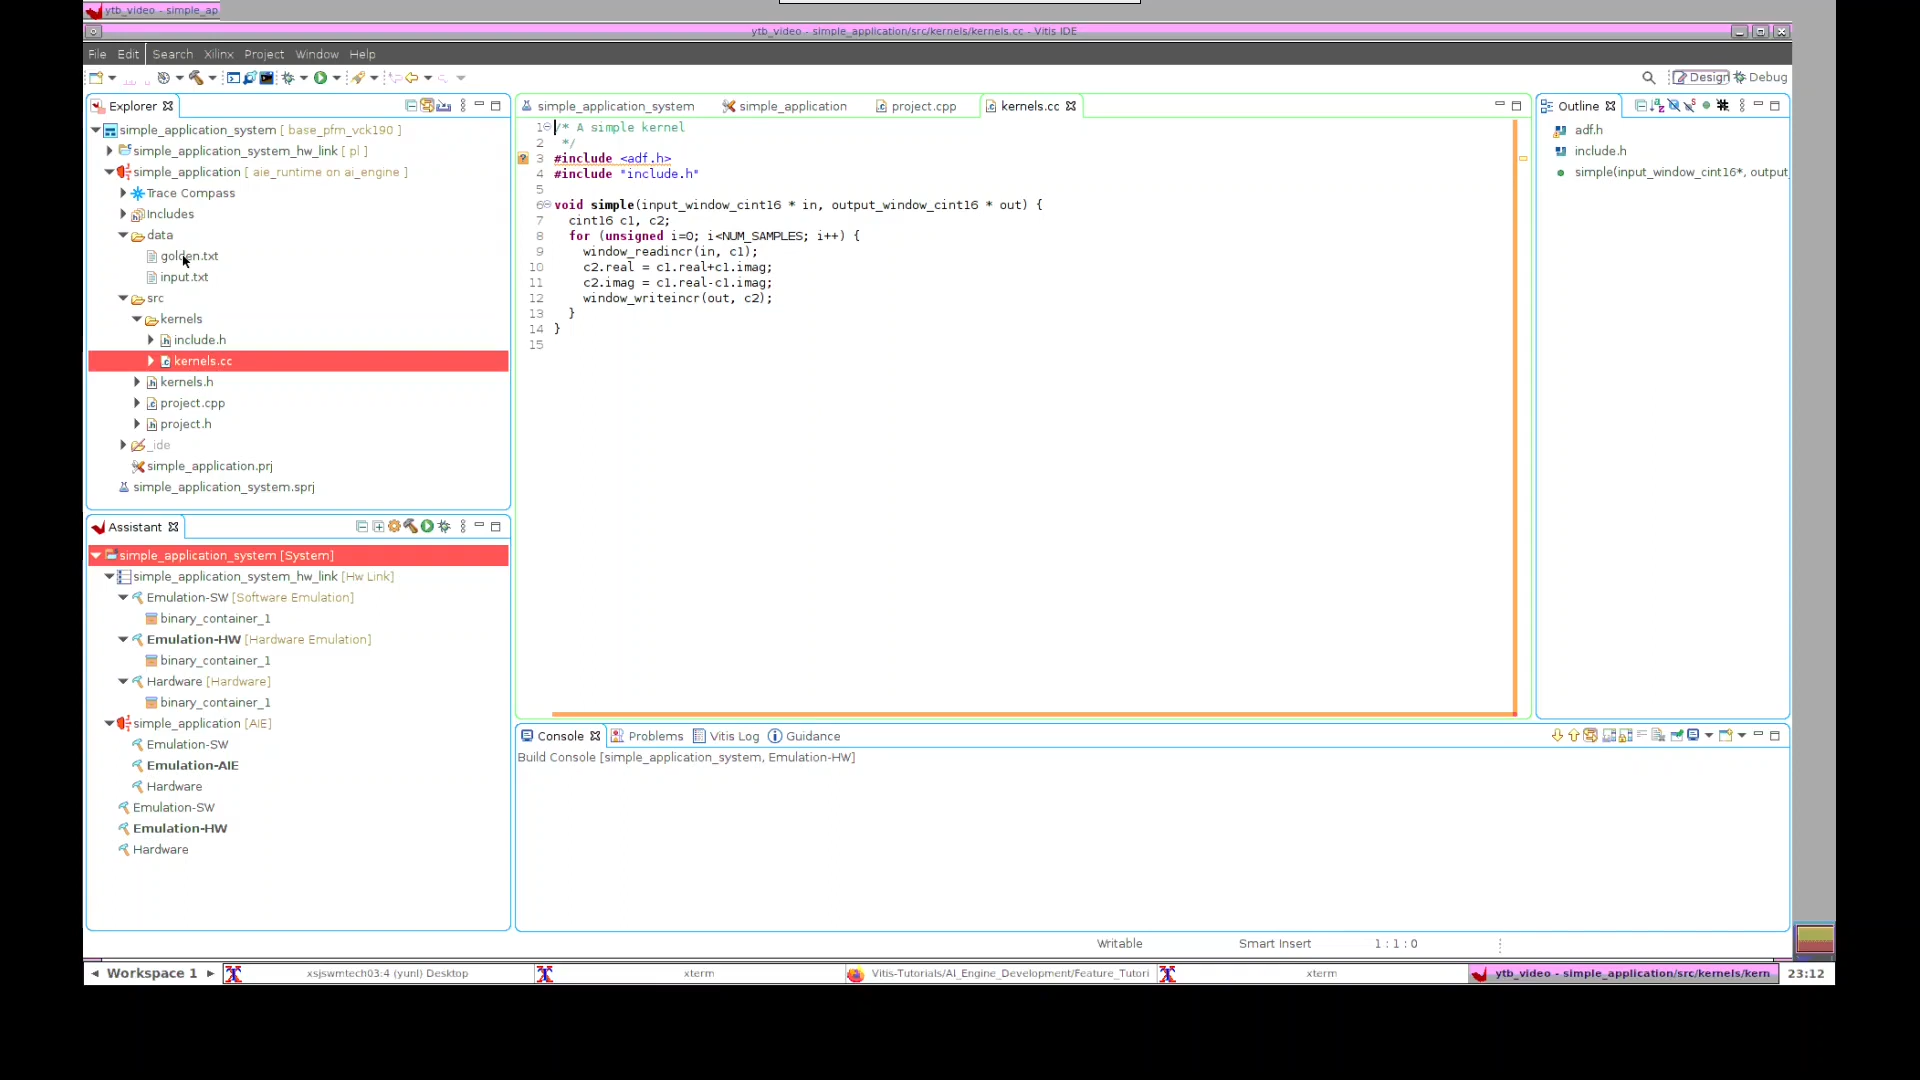 ytb_video - simple_ap
ytb_video - simple_application/src/kernels/kernels.cc - Vitis IDE
File Edit Search Xilinx Project Window Help
Design Debug
Explorer
simple_application_system [ base_pfm_vck190 ]
simple_application_system_hw_link [ pl ]
simple_application [ aie_runtime on ai_engine ]
Trace Compass
Includes
data
golden.txt
input.txt
src
kernels
include.h
kernels.cc
kernels.h
project.cpp
project.h
_ide
simple_application.prj
simple_application_system.sprj
simple_application_system simple_application project.cpp kernels.cc
1 /* A simple kernel
2 */
3 #include <adf.h>
4 #include "include.h"
5
6 void simple(input_window_cint16 * in, output_window_cint16 * out) {
7 cint16 c1, c2;
8 for (unsigned i=0; i<NUM_SAMPLES; i++) {
9 window_readincr(in, c1);
10 c2.real = c1.real+c1.imag;
11 c2.imag = c1.real-c1.imag;
12 window_writeincr(out, c2);
13 }
14 }
15
Outline
adf.h
include.h
simple(input_window_cint16*, output_
Assistant
simple_application_system [System]
simple_application_system_hw_link [Hw Link]
Emulation-SW [Software Emulation]
binary_container_1
Emulation-HW [Hardware Emulation]
binary_container_1
Hardware [Hardware]
binary_container_1
simple_application [AIE]
Emulation-SW
Emulation-AIE
Hardware
Emulation-SW
Emulation-HW
Hardware
Console Problems Vitis Log Guidance
Build Console [simple_application_system, Emulation-HW]
Writable Smart Insert 1 : 1 : 0
Workspace 1 xsjswmtech03:4 (yunl) Desktop xterm Vitis-Tutorials/AI_Engine_Development/Feature_Tutori xterm ytb_video - simple_application/src/kernels/kern 23:12